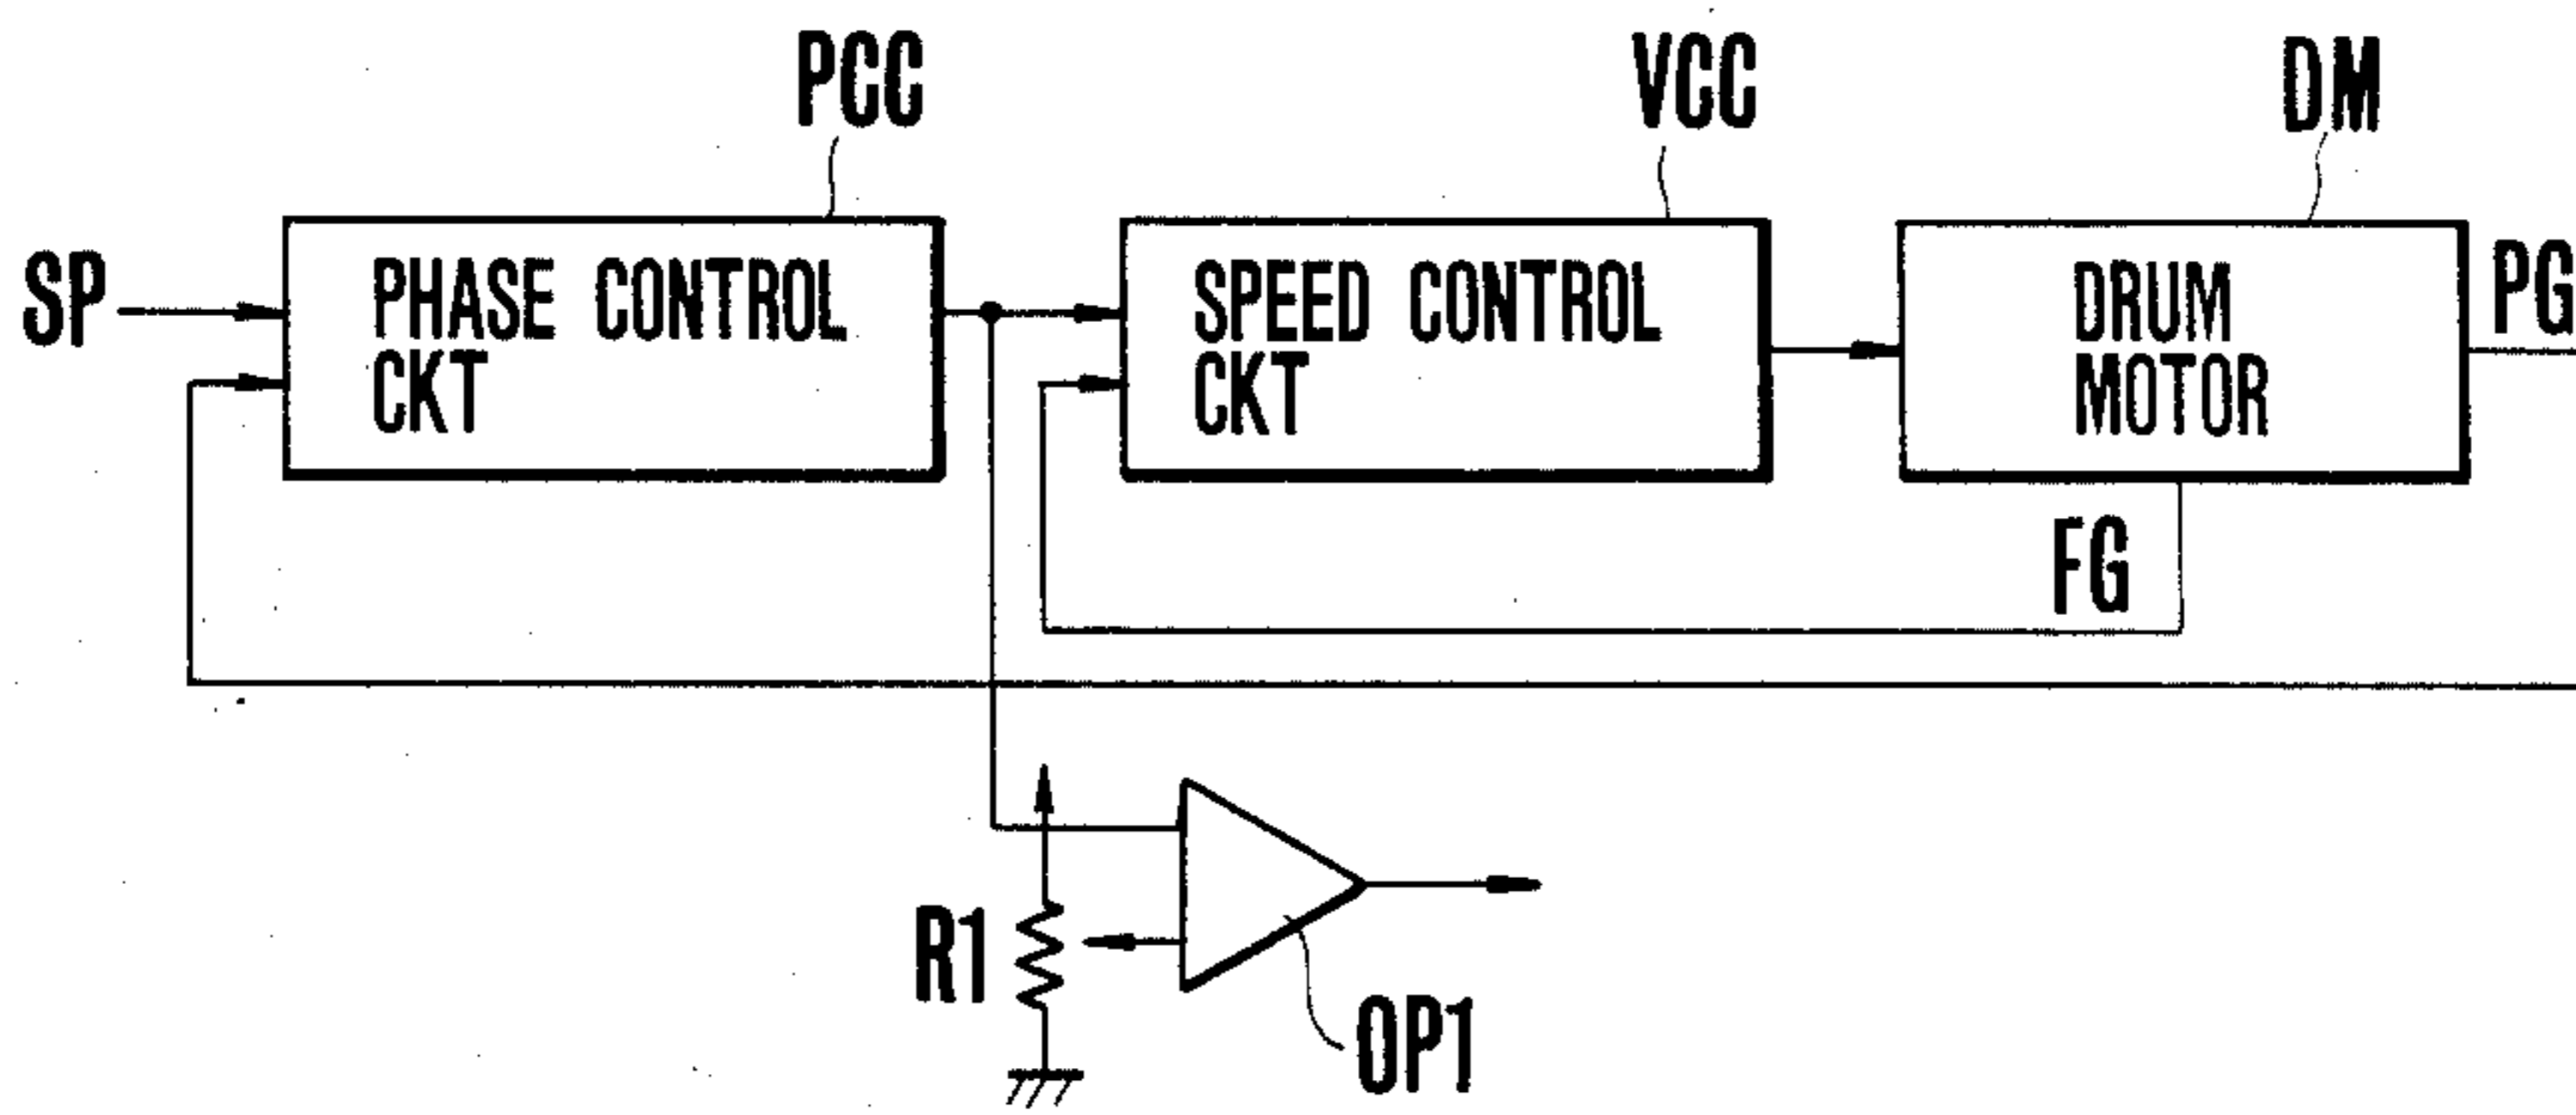 PCC
VCC
DM
SP
PHASE CONTROL
CKT
SPEED CONTROL
CKT
DRUM
MOTOR
PG
FG
R1
OP1